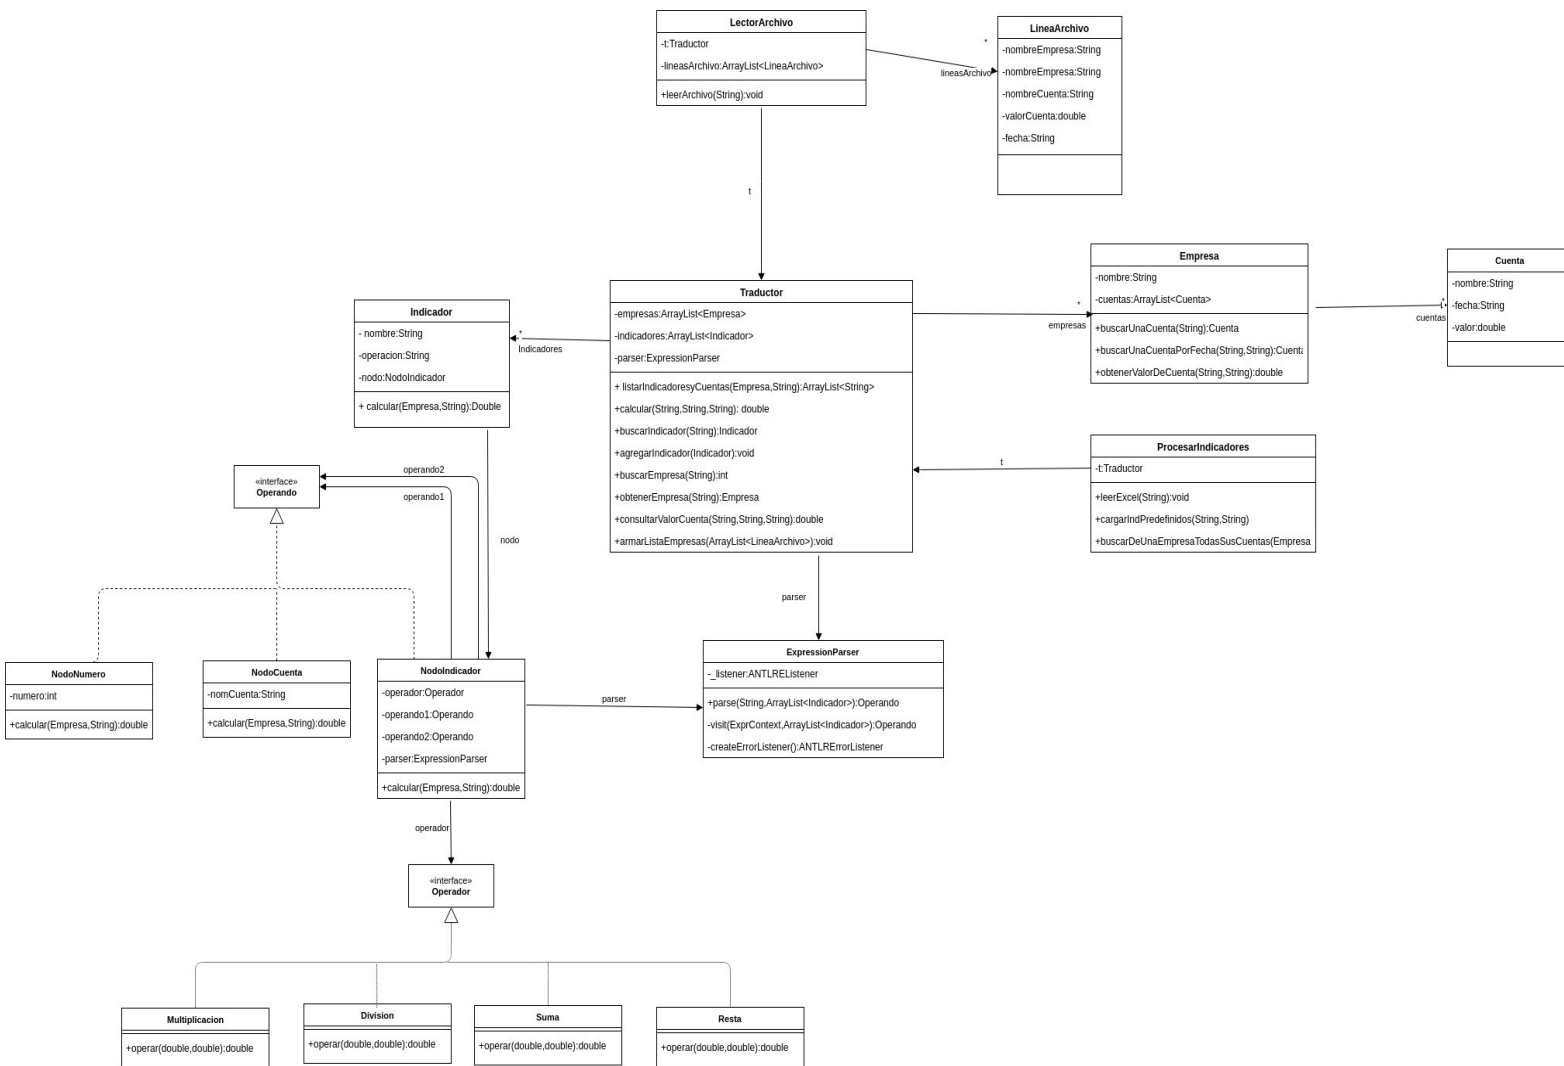 LectorArchivo
-t:Traductor
-lineasArchivo:ArrayList<LineaArchivo>
+leerArchivo(String):void
*
lineasArchivo
LineaArchivo
-nombreEmpresa:String
-nombreEmpresa:String
-nombreCuenta:String
-valorCuenta:double
-fecha:String
t
Traductor
-empresas:ArrayList<Empresa>
-indicadores:ArrayList<Indicador>
-parser:ExpressionParser
+ listarIndicadoresyCuentas(Empresa,String):ArrayList<String>
+calcular(String,String,String): double
+buscarIndicador(String):Indicador
+agregarIndicador(Indicador):void
+buscarEmpresa(String):int
+obtenerEmpresa(String):Empresa
+consultarValorCuenta(String,String,String):double
+armarListaEmpresas(ArrayList<LineaArchivo>):void
*
empresas
Empresa
-nombre:String
-cuentas:ArrayList<Cuenta>
+buscarUnaCuenta(String):Cuenta
+buscarUnaCuentaPorFecha(String,String):Cuenta
+obtenerValorDeCuenta(String,String):double
*
cuentas
Cuenta
-nombre:String
-fecha:String
-valor:double
Indicador
- nombre:String
-operacion:String
-nodo:NodoIndicador
+ calcular(Empresa,String):Double
*
Indicadores
ProcesarIndicadores
-t:Traductor
+leerExcel(String):void
+cargarIndPredefinidos(String,String)
+buscarDeUnaEmpresaTodasSusCuentas(Empresa
t
«interface»
Operando
operando2
operando1
nodo
parser
ExpressionParser
-_listener:ANTLREListener
+parse(String,ArrayList<Indicador>):Operando
-visit(ExprContext,ArrayList<Indicador>):Operando
-createErrorListener():ANTLRErrorListener
NodoNumero
-numero:int
+calcular(Empresa,String):double
NodoCuenta
-nomCuenta:String
+calcular(Empresa,String):double
NodoIndicador
-operador:Operador
-operando1:Operando
-operando2:Operando
-parser:ExpressionParser
+calcular(Empresa,String):double
parser
operador
«interface»
Operador
Multiplicacion
+operar(double,double):double
Division
+operar(double,double):double
Suma
+operar(double,double):double
Resta
+operar(double,double):double